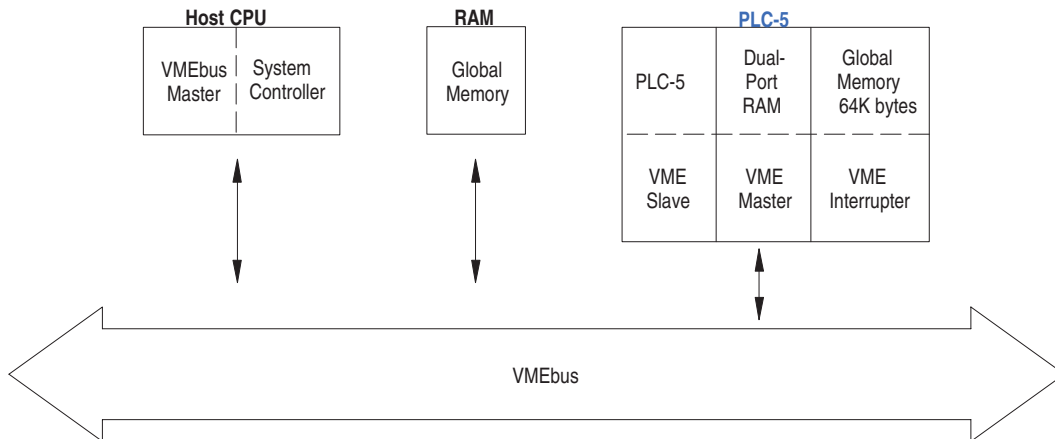 Host CPU
VMEbus
Master
System
Controller
RAM
Global
Memory
PLC-5
PLC-5
Dual-
Port
RAM
Global
Memory
64K bytes
VME
Slave
VME
Master
VME
Interrupter
VMEbus